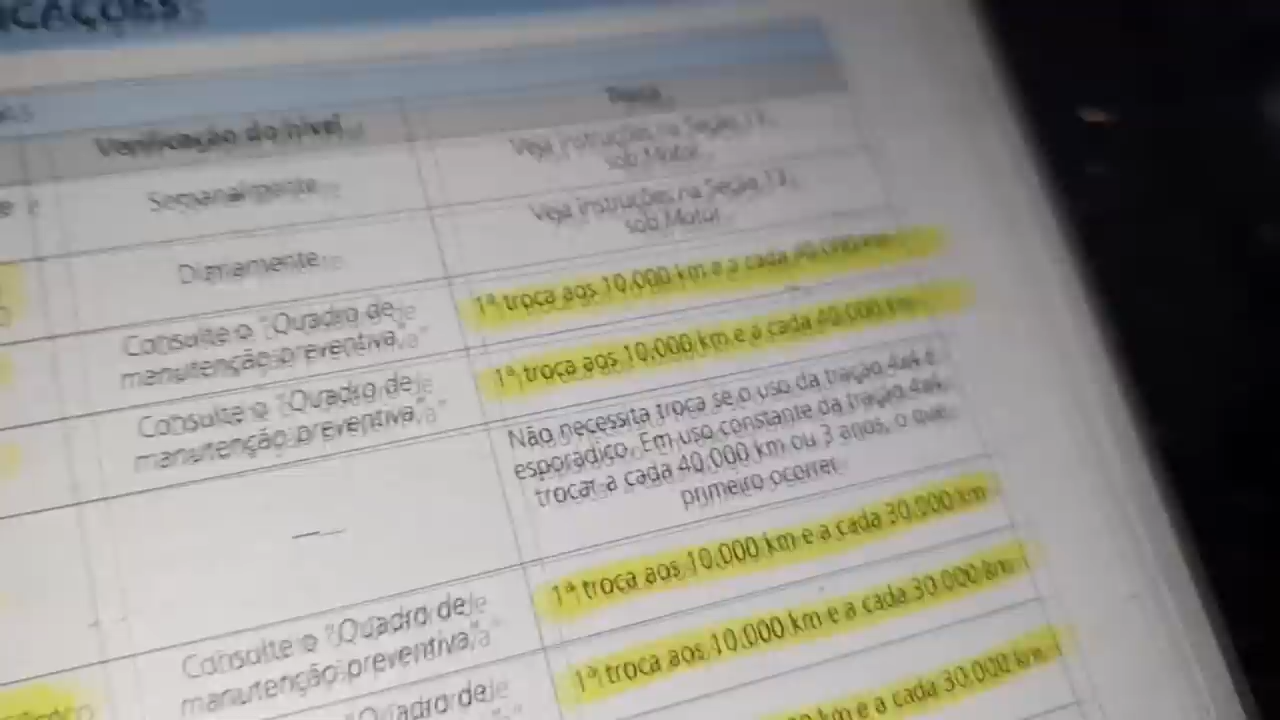 Verificação do nível
Troca
Semanalmente
Veja instruções na Seção 13,
sob Motor
Diariamente
Veja instruções na Seção 13,
sob Motor
Consulte o "Quadro de
manutenção preventiva"
1ª troca aos 10.000 km e a cada 40.000 km
Consulte o "Quadro de
manutenção preventiva"
1ª troca aos 10.000 km e a cada 40.000 km
—
Não necessita troca se o uso da tração 4x4 é
esporádico. Em uso constante da tração 4x4,
trocar a cada 40.000 km ou 3 anos, o que
primeiro ocorrer.
Consulte o "Quadro de
manutenção preventiva"
1ª troca aos 10.000 km e a cada 30.000 km
"Quadro de
1ª troca aos 10.000 km e a cada 30.000 km
km e a cada 30.000 km